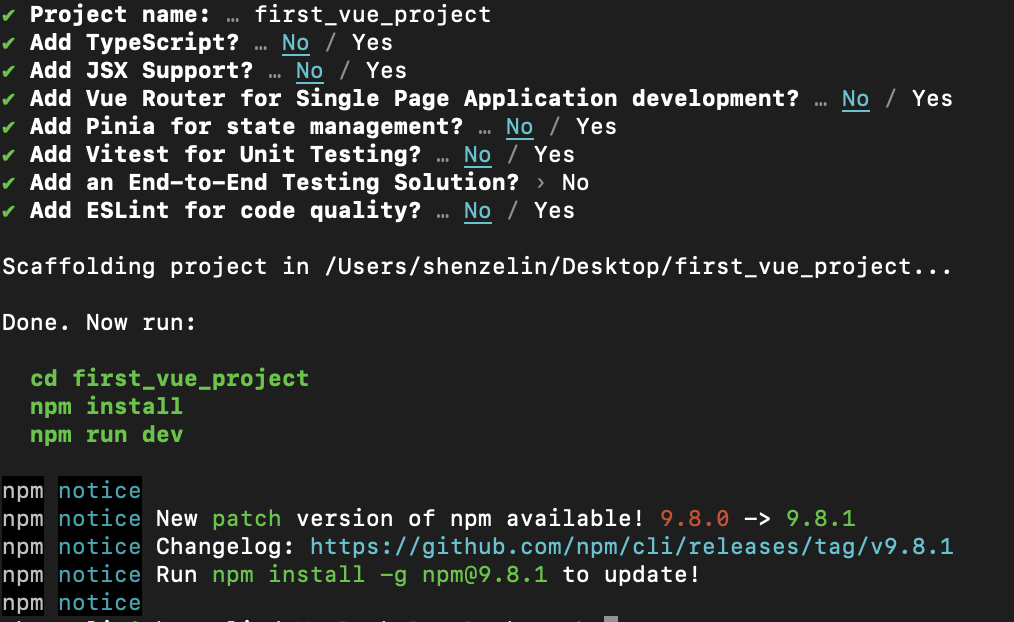 ✔ Project name: … first_vue_project
✔ Add TypeScript? … No / Yes
✔ Add JSX Support? … No / Yes
✔ Add Vue Router for Single Page Application development? … No / Yes
✔ Add Pinia for state management? … No / Yes
✔ Add Vitest for Unit Testing? … No / Yes
✔ Add an End-to-End Testing Solution? › No
✔ Add ESLint for code quality? … No / Yes
Scaffolding project in /Users/shenzelin/Desktop/first_vue_project...
Done. Now run:
cd first_vue_project
npm install
npm run dev
npm notice
npm notice New patch version of npm available! 9.8.0 -> 9.8.1
npm notice Changelog: https://github.com/npm/cli/releases/tag/v9.8.1
npm notice Run npm install -g npm@9.8.1 to update!
npm notice